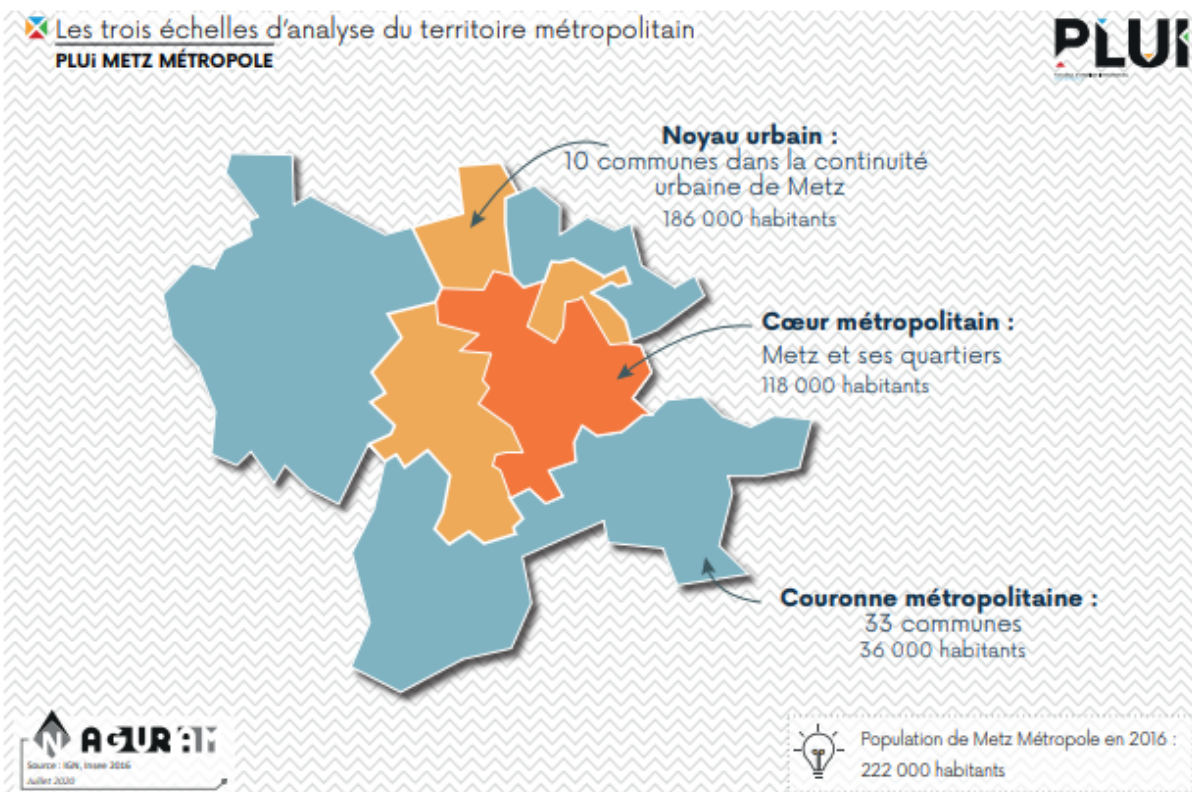 Les trois échelles d'analyse du territoire métropolitain
PLUi METZ MÉTROPOLE
PLUi
Noyau urbain :
10 communes dans la continuité
urbaine de Metz
186 000 habitants
Cœur métropolitain :
Metz et ses quartiers
118 000 habitants
Couronne métropolitaine :
33 communes
36 000 habitants
N AGURAM
Source : IGN, Insee 2016
Juillet 2020
Population de Metz Métropole en 2016 :
222 000 habitants